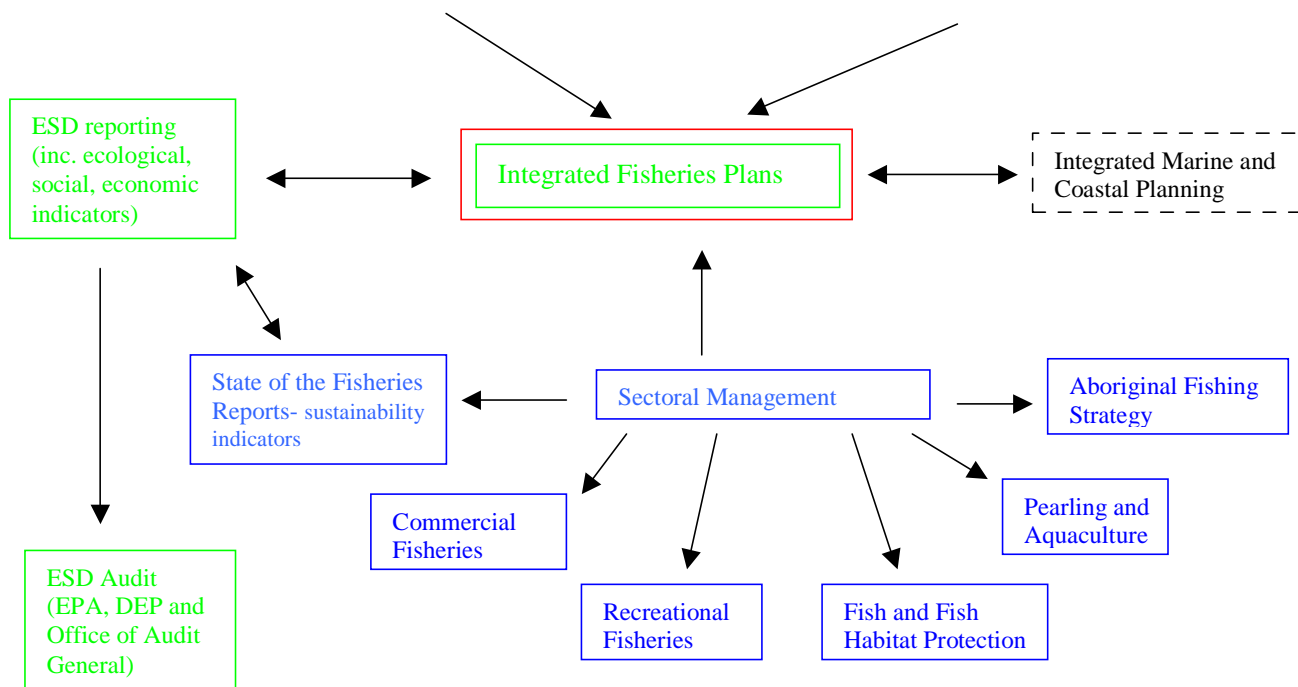 ESD reporting
(inc. ecological,
social, economic
indicators)
Integrated Fisheries Plans
Integrated Marine and
Coastal Planning
State of the Fisheries
Reports- sustainability
indicators
Sectoral Management
Aboriginal Fishing
Strategy
Commercial
Fisheries
Pearling and
Aquaculture
ESD Audit
(EPA, DEP and
Office of Audit
General)
Recreational
Fisheries
Fish and Fish
Habitat Protection